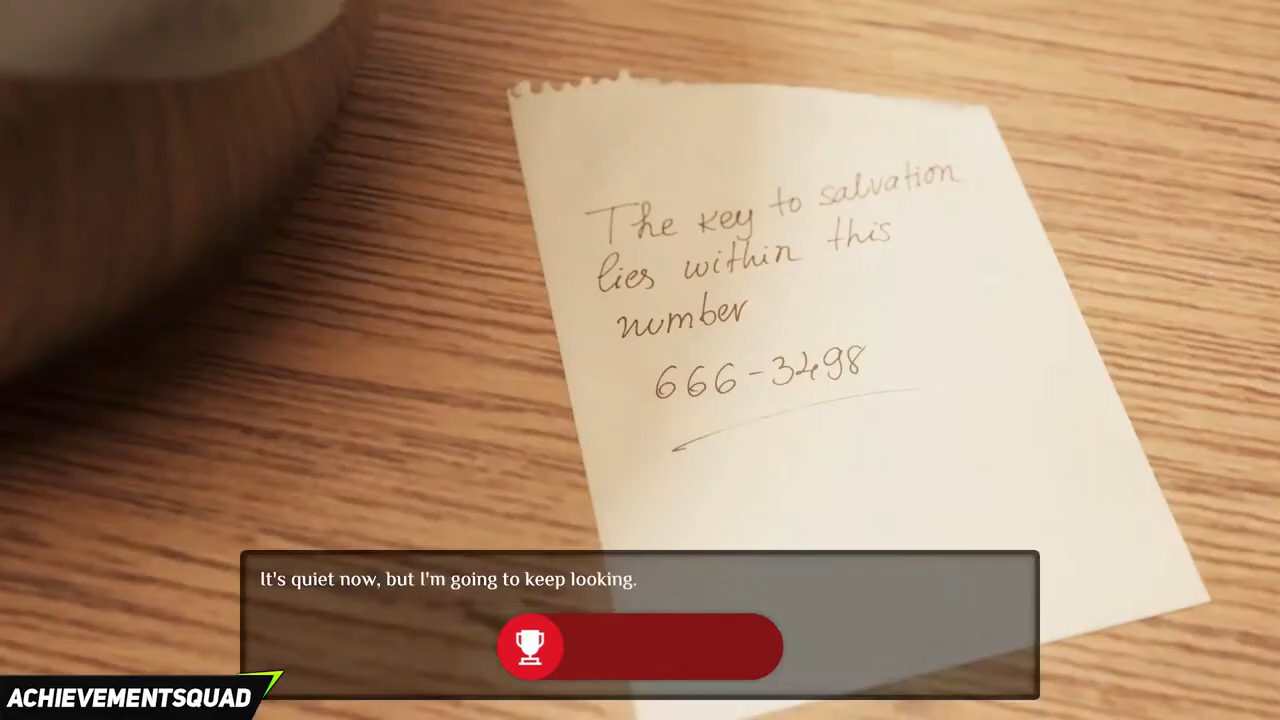 The key to salvation
lies within this
number
666-3498
It's quiet now, but I'm going to keep looking.
ACHIEVEMENTSQUAD